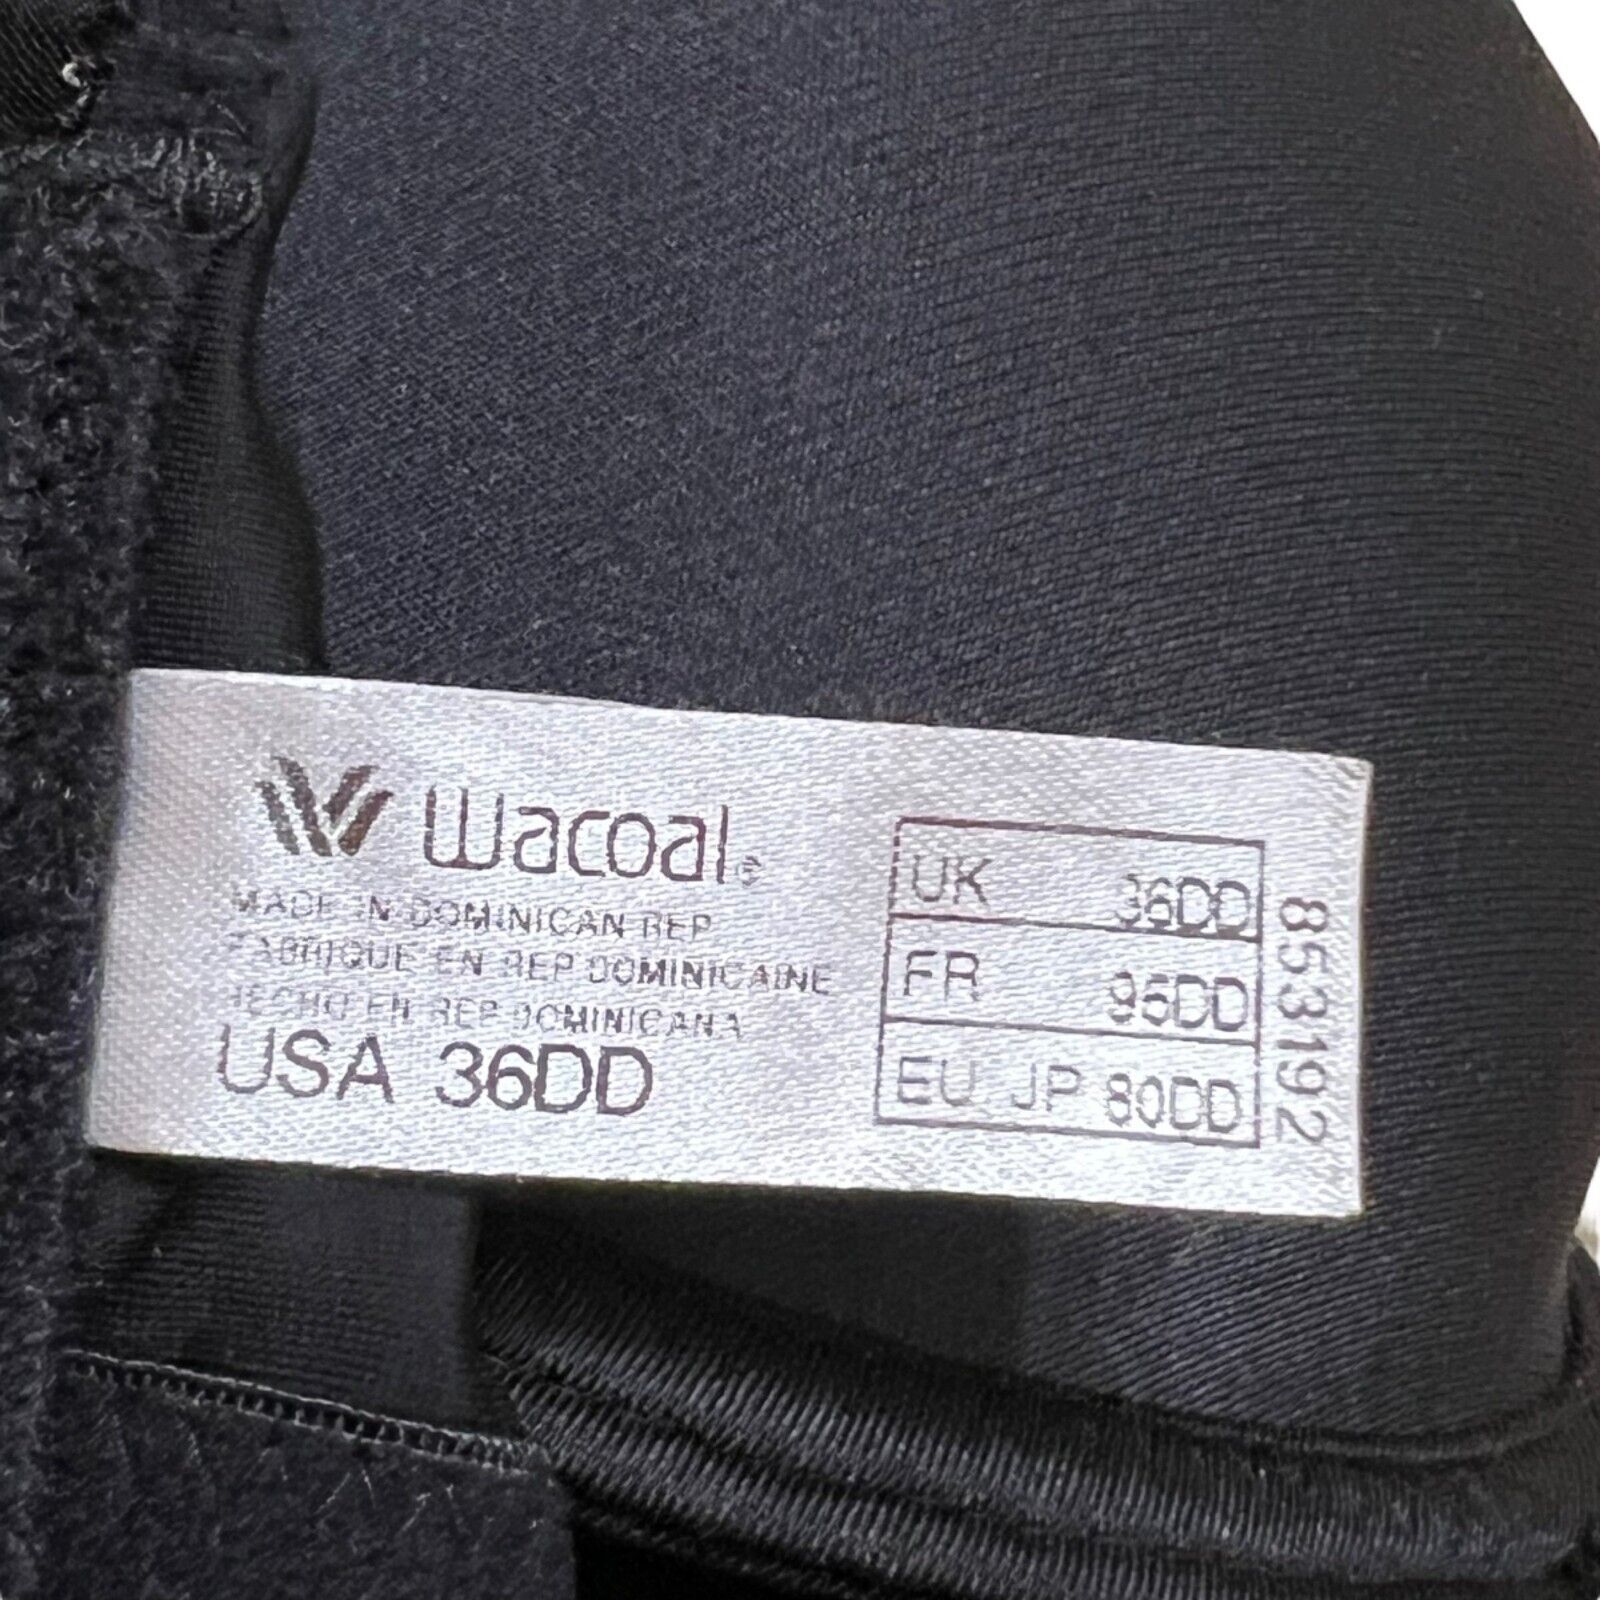 Wacoal®
MADE IN DOMINICAN REP
FABRIQUE EN REP DOMINICAINE
HECHO EN REP DOMINICANA
USA 36DD
UK 36DD
FR 95DD
EU JP 80DD
853192